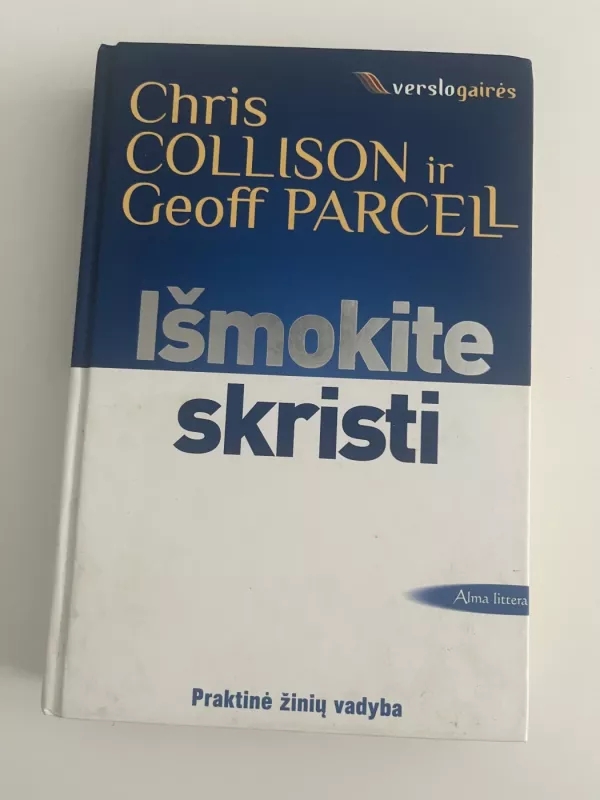 verslogairės
Chris
COLLISON ir
Geoff PARCELL
Išmokite
skristi
Alma littera
Praktinė žinių vadyba